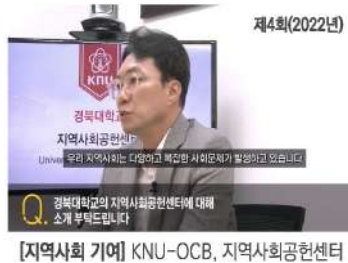 제4회(2022년)
KNU
경북대학교
지역사회공헌센터
우리 지역사회는 다양하고 복잡한 사회문제가 발생하고 있습니다
Q. 경북대학교의 지역사회공헌센터에 대해
소개 부탁드립니다
[지역사회 기여] KNU-OCB, 지역사회공헌센터